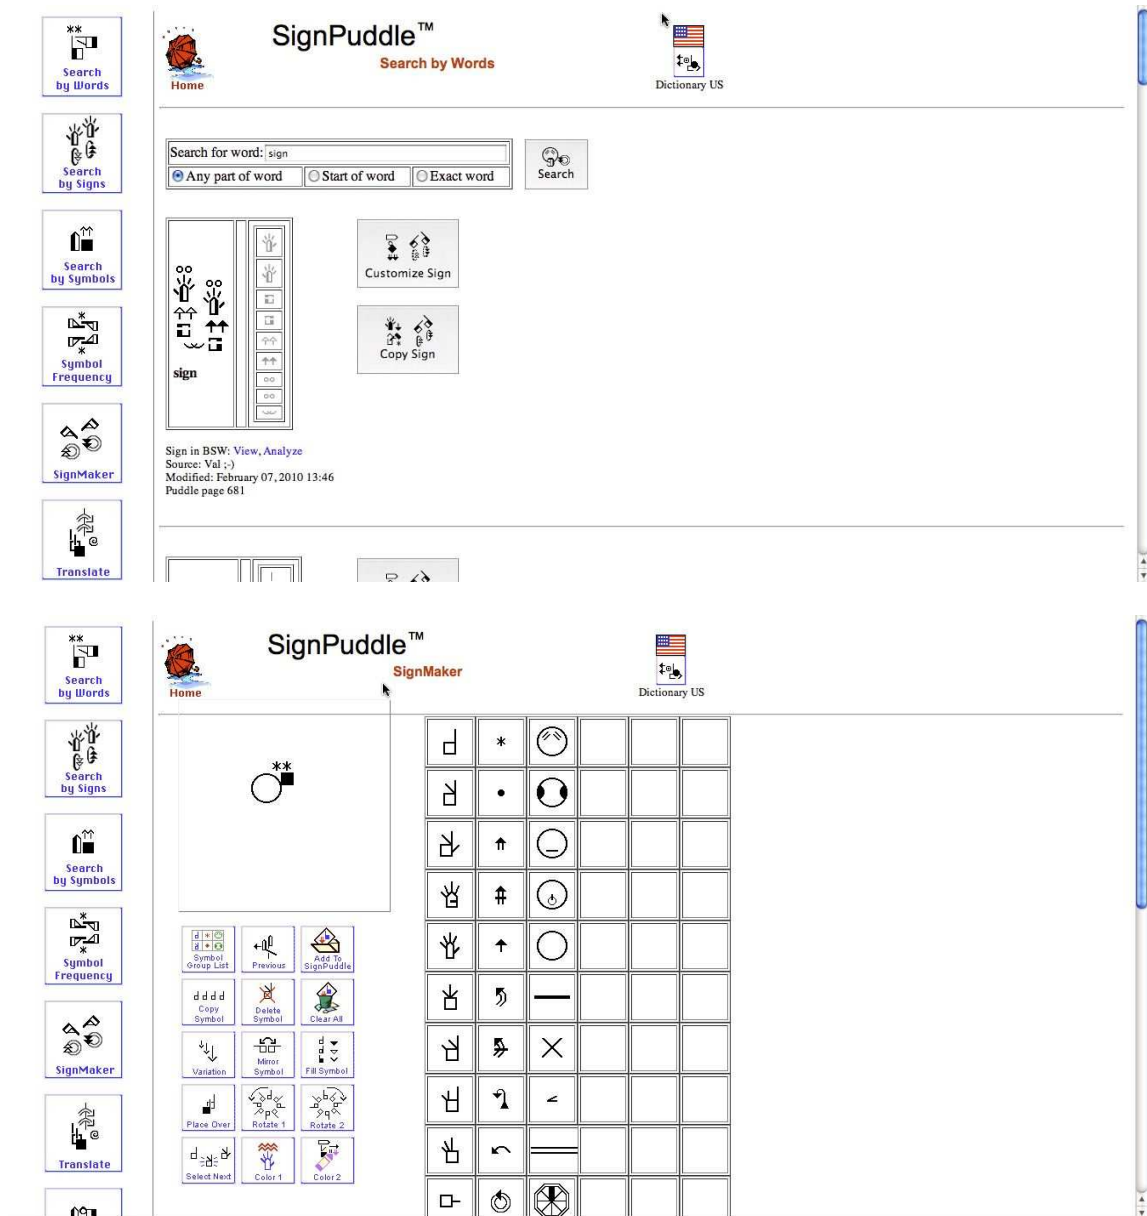 SignPuddle™
Search by Words
Home
Dictionary US
Search by Words
Search by Signs
Search by Symbols
Symbol Frequency
SignMaker
Translate
Search for word: sign
Any part of word Start of word Exact word
Search
Customize Sign
Copy Sign
sign
Sign in BSW: View, Analyze
Source: Val ;-)
Modified: February 07, 2010 13:46
Puddle page 681
SignPuddle™
SignMaker
Home
Dictionary US
Search by Words
Search by Signs
Search by Symbols
Symbol Frequency
SignMaker
Translate
Symbol Group List
Previous
Add To SignPuddle
Copy Symbol
Delete Symbol
Clear All
Variation
Mirror Symbol
Fill Symbol
Place Over
Rotate 1
Rotate 2
Select Next
Color 1
Color 2